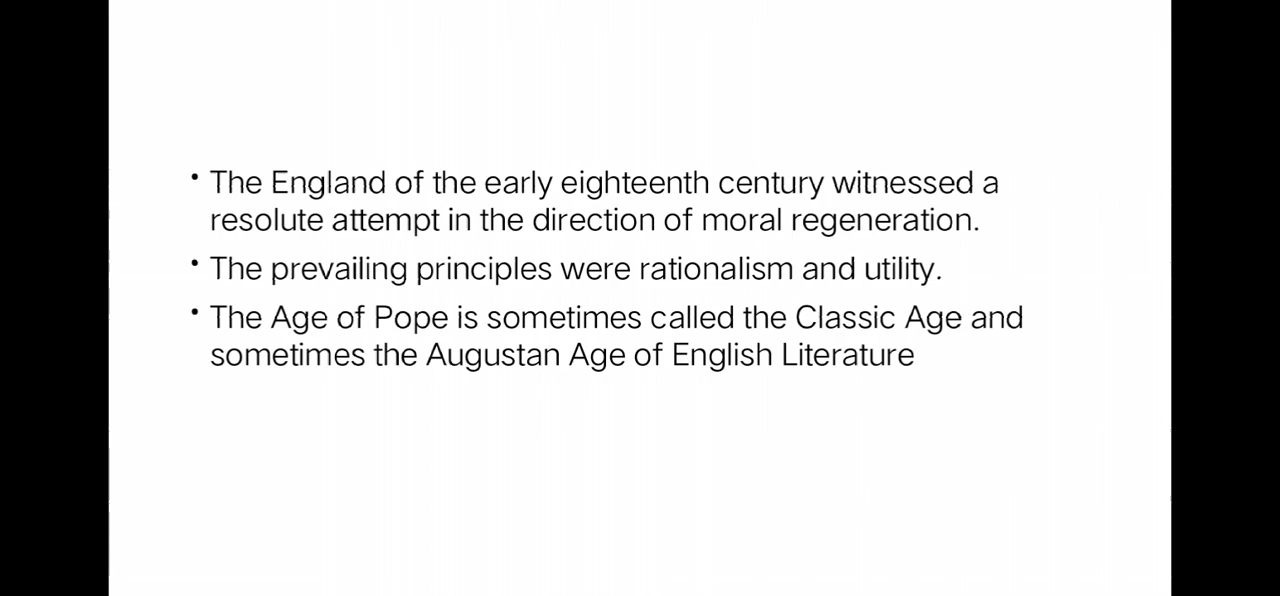 • The England of the early eighteenth century witnessed a
resolute attempt in the direction of moral regeneration.
• The prevailing principles were rationalism and utility.
• The Age of Pope is sometimes called the Classic Age and
sometimes the Augustan Age of English Literature